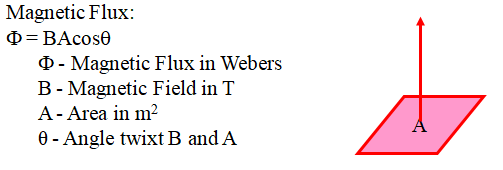 Magnetic Flux:
Φ = BAcosθ
Φ - Magnetic Flux in Webers
B - Magnetic Field in T
A - Area in m²
θ - Angle twixt B and A
A